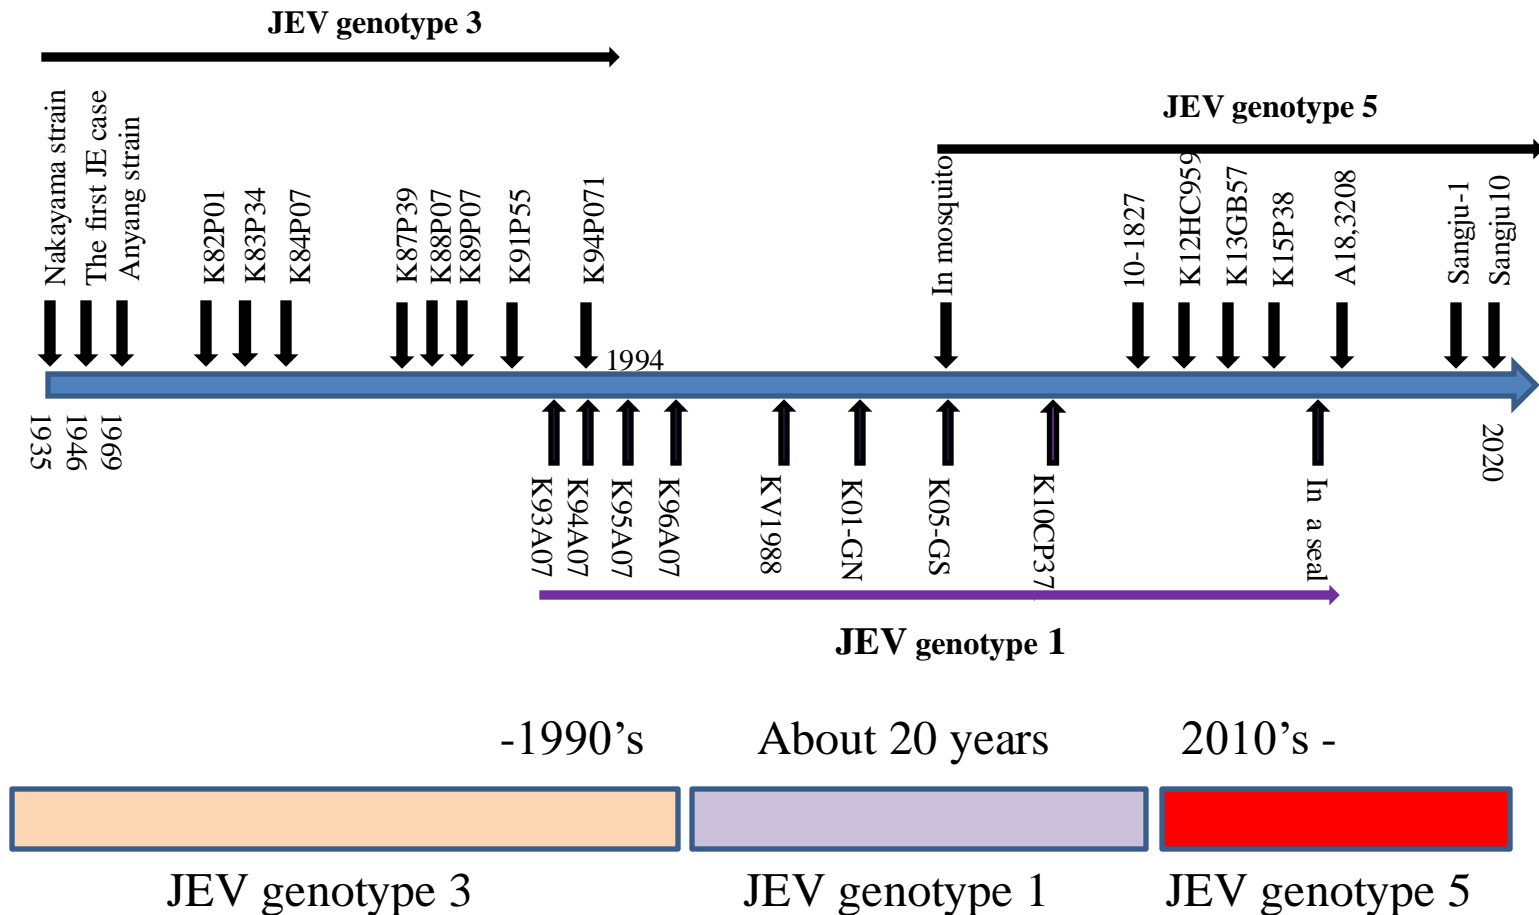 JEV genotype 3
JEV genotype 5
Nakayama strain
The first JE case
Anyang strain
K82P01
K83P34
K84P07
K87P39
K88P07
K89P07
K91P55
K94P071
In mosquito
10-1827
K12HC959
K13GB57
K15P38
A18,3208
Sangju-1
Sangju10
1994
1935
1946
1969
2020
K93A07
K94A07
K95A07
K96A07
KV1988
K01-GN
K05-GS
K10CP37
In a seal
JEV genotype 1
-1990's
About 20 years
2010's -
JEV genotype 3
JEV genotype 1
JEV genotype 5